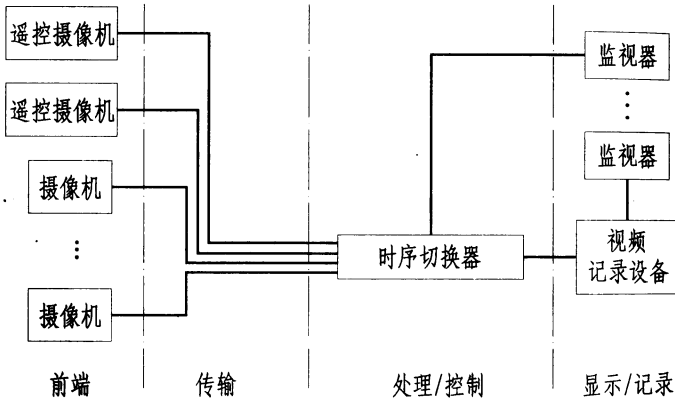 遥控摄像机
遥控摄像机
摄像机
⋮
摄像机
时序切换器
监视器
⋮
监视器
视频
记录设备
前端
传输
处理/控制
显示/记录